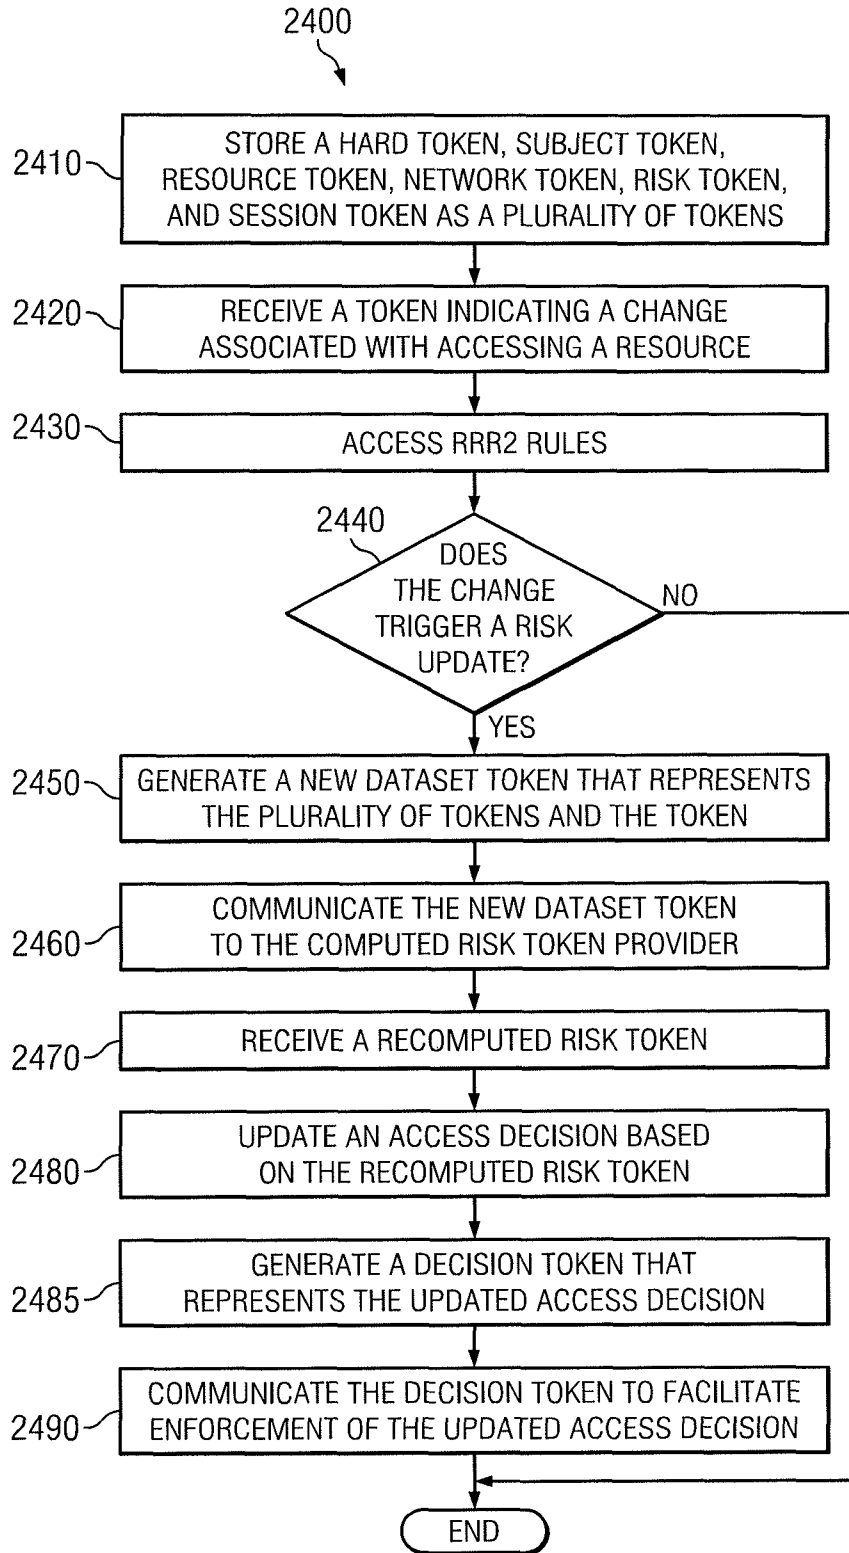 2400
2410
STORE A HARD TOKEN, SUBJECT TOKEN,
RESOURCE TOKEN, NETWORK TOKEN, RISK TOKEN,
AND SESSION TOKEN AS A PLURALITY OF TOKENS
2420
RECEIVE A TOKEN INDICATING A CHANGE
ASSOCIATED WITH ACCESSING A RESOURCE
2430
ACCESS RRR2 RULES
2440
DOES
THE CHANGE
TRIGGER A RISK
UPDATE?
NO
YES
2450
GENERATE A NEW DATASET TOKEN THAT REPRESENTS
THE PLURALITY OF TOKENS AND THE TOKEN
2460
COMMUNICATE THE NEW DATASET TOKEN
TO THE COMPUTED RISK TOKEN PROVIDER
2470
RECEIVE A RECOMPUTED RISK TOKEN
2480
UPDATE AN ACCESS DECISION BASED
ON THE RECOMPUTED RISK TOKEN
2485
GENERATE A DECISION TOKEN THAT
REPRESENTS THE UPDATED ACCESS DECISION
2490
COMMUNICATE THE DECISION TOKEN TO FACILITATE
ENFORCEMENT OF THE UPDATED ACCESS DECISION
END